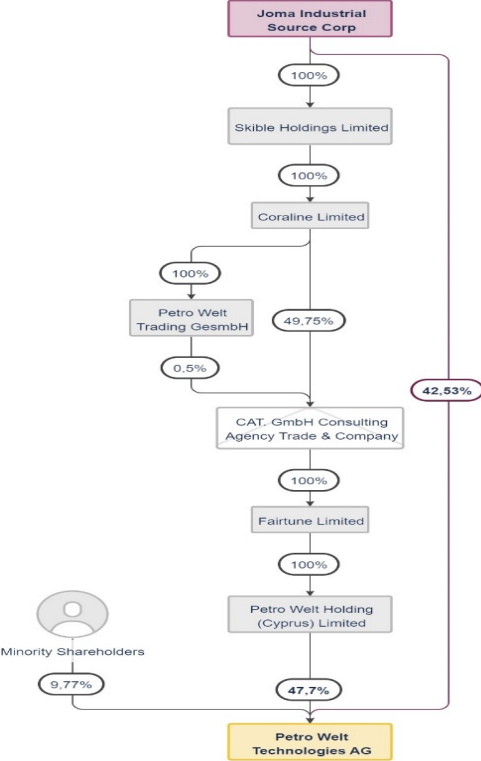 Joma Industrial
Source Corp
100%
Skible Holdings Limited
100%
Coraline Limited
100%
Petro Welt
Trading GesmbH
49,75%
0,5%
42,53%
CAT. GmbH Consulting
Agency Trade & Company
100%
Fairtune Limited
100%
Petro Welt Holding
(Cyprus) Limited
Minority Shareholders
9,77%
47,7%
Petro Welt
Technologies AG